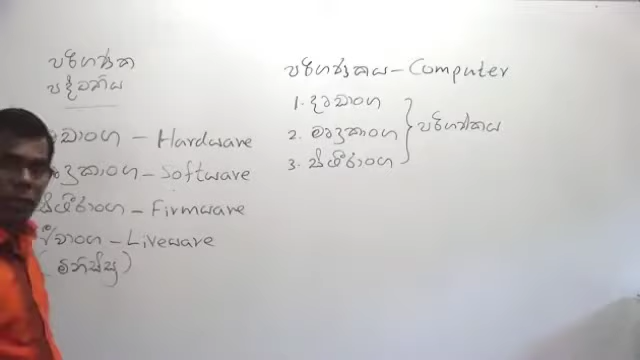 පරිගණක
පද්ධතිය
Hardware
Software
ස්ථිරාංග - Firmware
ජීවාංග - Liveware
(මිනිස්සු)
පරිගණකය - Computer
1. දෘඩාංග
2. මෘදුකාංග
3. ස්ථිරාංග
පරිගණකය